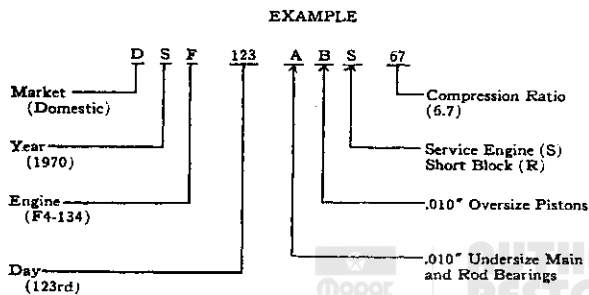 EXAMPLE
D S F 123 A B S 67
Market
(Domestic)
Year
(1970)
Engine
(F4-134)
Day
(123rd)
Compression Ratio
(6.7)
Service Engine (S)
Short Block (R)
.010" Oversize Pistons
.010" Undersize Main
and Rod Bearings
Mopar